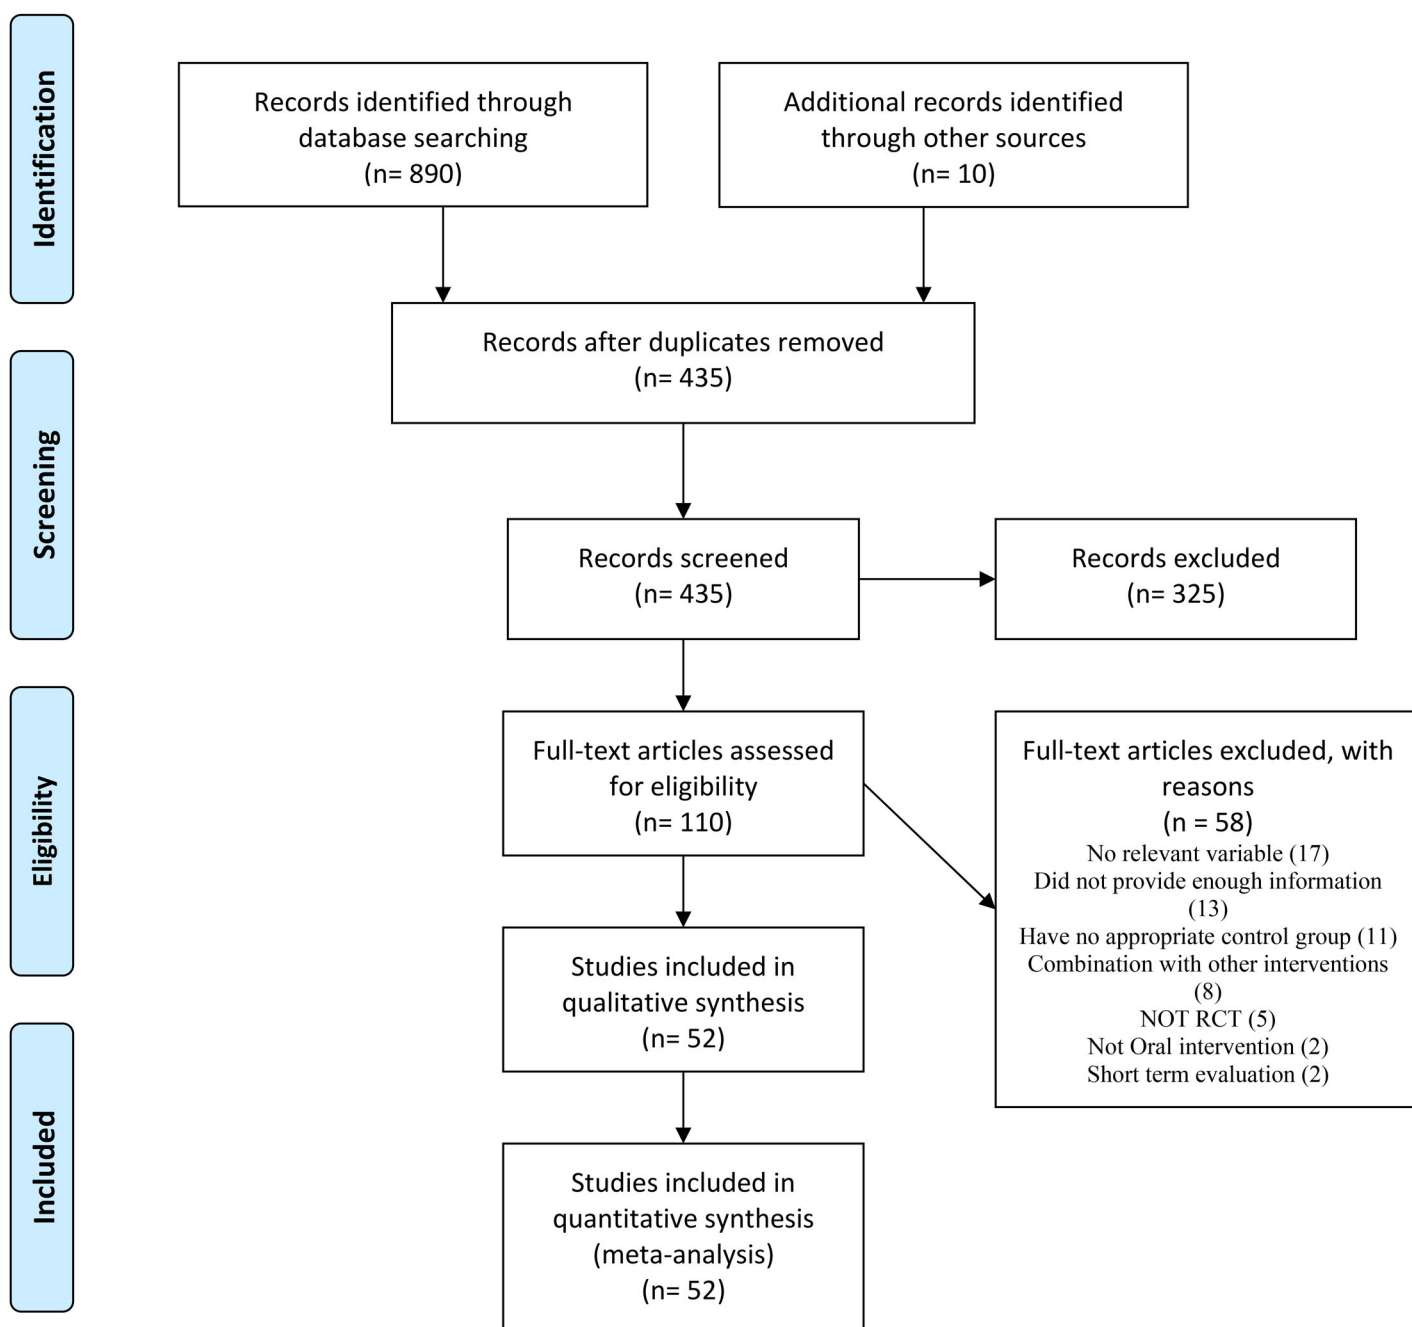 Identification
Records identified through
database searching
(n= 890)
Additional records identified
through other sources
(n= 10)
Records after duplicates removed
(n= 435)
Screening
Records screened
(n= 435)
Records excluded
(n= 325)
Eligibility
Full-text articles assessed
for eligibility
(n= 110)
Full-text articles excluded, with
reasons
(n = 58)
No relevant variable (17)
Did not provide enough information
(13)
Have no appropriate control group (11)
Combination with other interventions
(8)
NOT RCT (5)
Not Oral intervention (2)
Short term evaluation (2)
Studies included in
qualitative synthesis
(n= 52)
Included
Studies included in
quantitative synthesis
(meta-analysis)
(n= 52)